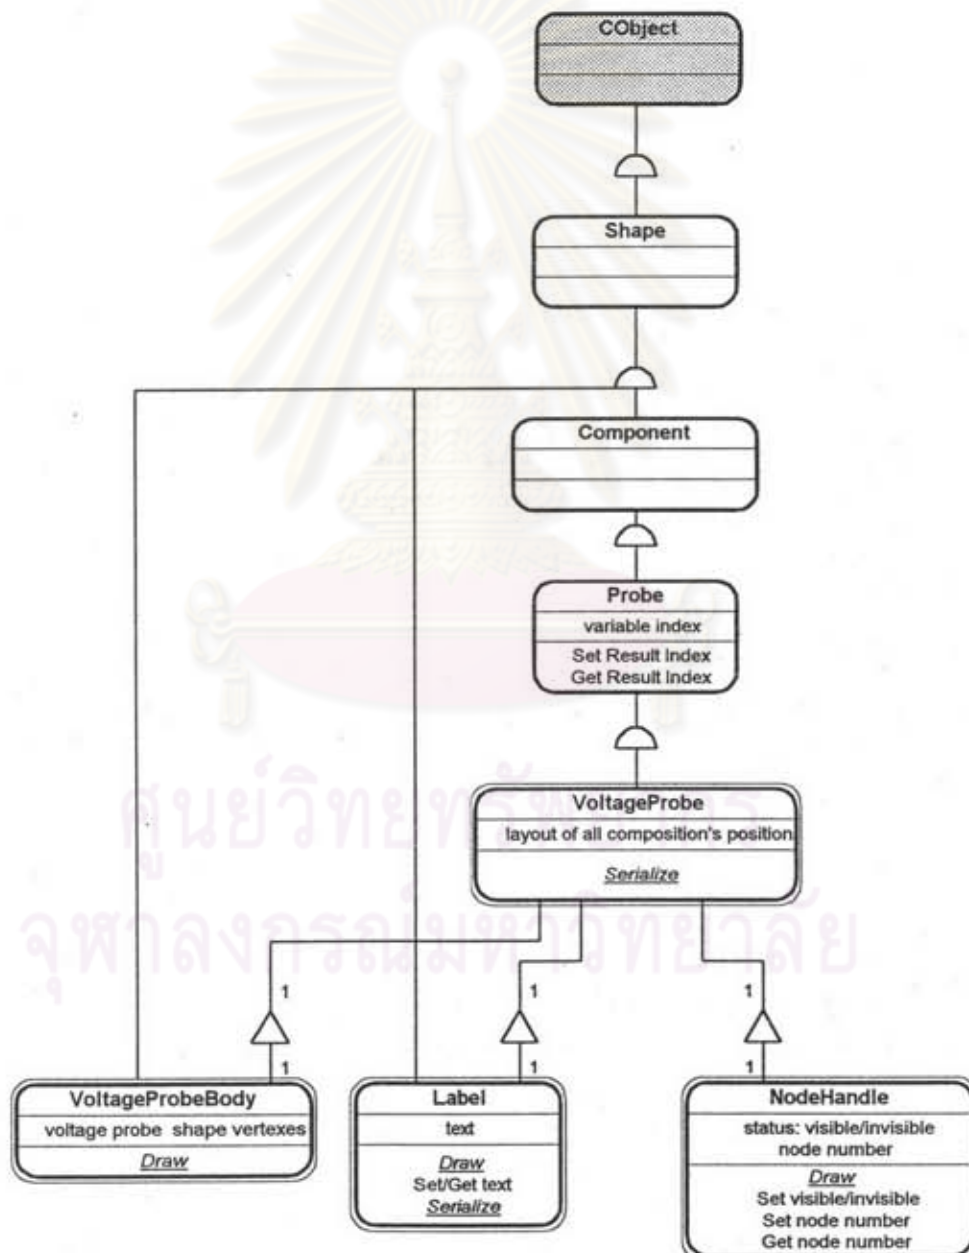 CObject
Shape
Component
Probe
variable index
Set Result Index
Get Result Index
VoltageProbe
layout of all composition's position
Serialize
ศูนย์วิทยทรัพยากร
จุฬาลงกรณ์มหาวิทยาลัย
1
1
1
1
1
1
VoltageProbeBody
voltage probe shape vertexes
Draw
Label
text
Draw
Set/Get text
Serialize
NodeHandle
status: visible/invisible
node number
Draw
Set visible/invisible
Set node number
Get node number